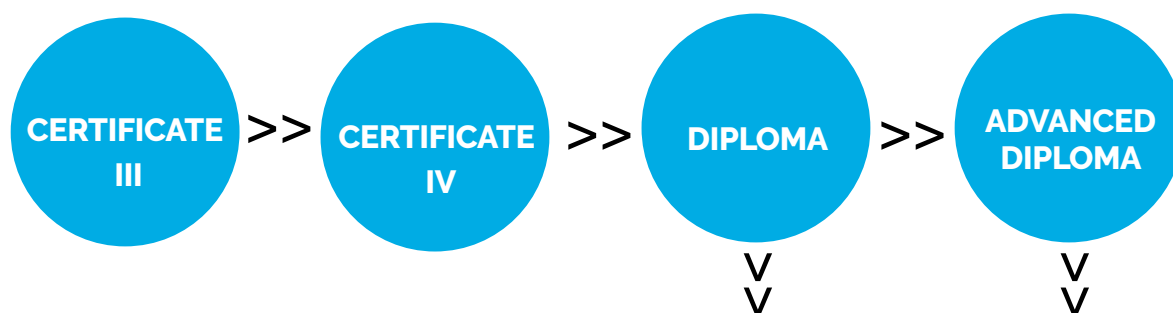 CERTIFICATE
III
>>
CERTIFICATE
IV
>>
DIPLOMA
>>
ADVANCED
DIPLOMA
>>
>>